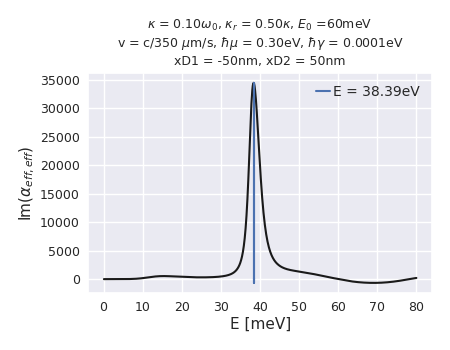 κ = 0.10ω₀, κᵣ = 0.50κ, E₀ =60meV
v = c/350 μm/s, ħμ = 0.30eV, ħγ = 0.0001eV
xD1 = -50nm, xD2 = 50nm
35000
30000
25000
20000
15000
10000
5000
0
Im(α_{eff, eff})
E = 38.39eV
0 10 20 30 40 50 60 70 80
E [meV]